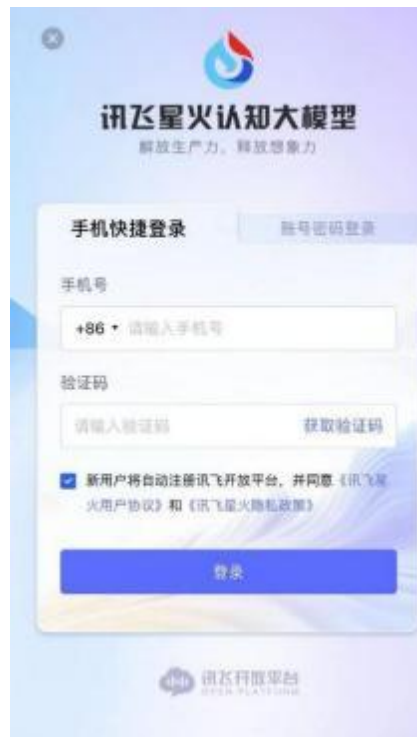 讯飞星火认知大模型
解放生产力，释放想象力
手机快捷登录
账号密码登录
手机号
+86 请输入手机号
验证码
请输入验证码 获取验证码
新用户将自动注册讯飞开放平台，并同意《讯飞星
火用户协议》和《讯飞星火隐私政策》
登录
讯飞开放平台
OPEN PLATFORM